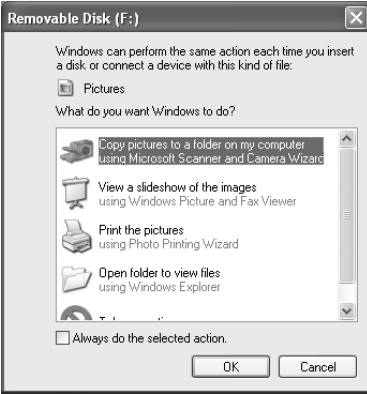 Removable Disk (F:)
Windows can perform the same action each time you insert
a disk or connect a device with this kind of file:
Pictures
What do you want Windows to do?
Copy pictures to a folder on my computer
using Microsoft Scanner and Camera Wizard
View a slideshow of the images
using Windows Picture and Fax Viewer
Print the pictures
using Photo Printing Wizard
Open folder to view files
using Windows Explorer
Always do the selected action.
OK Cancel